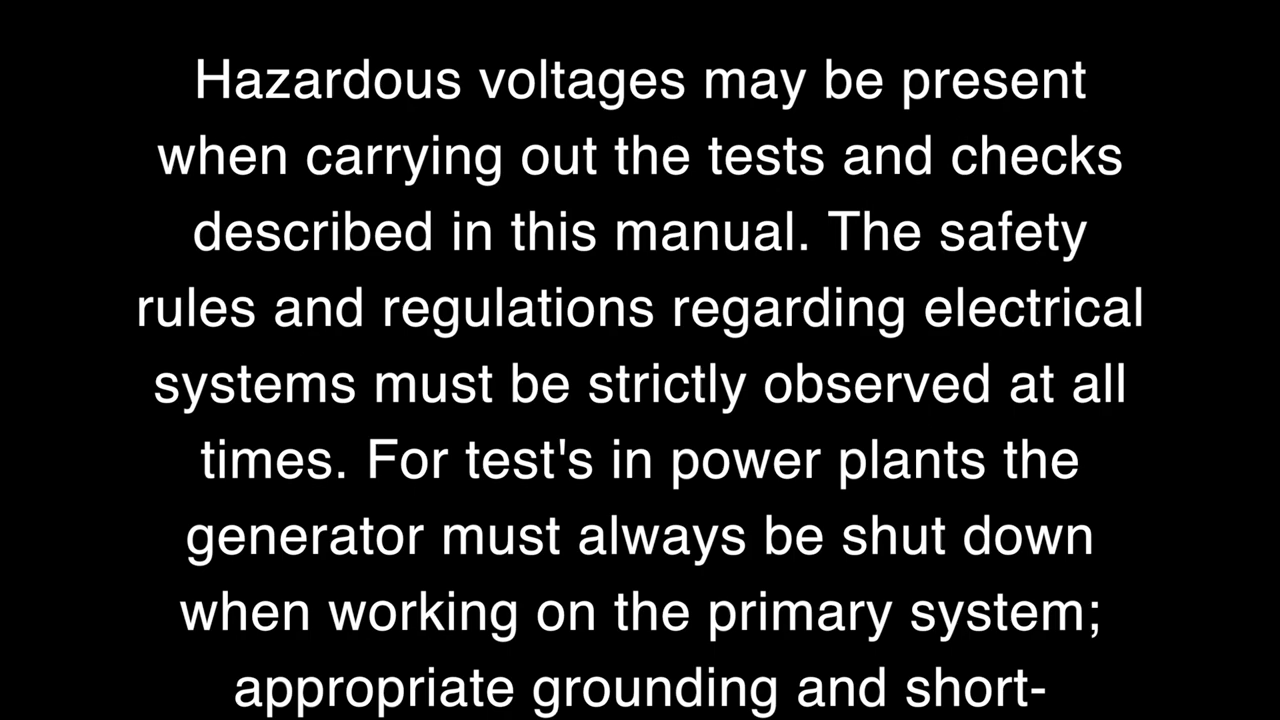 Hazardous voltages may be present
when carrying out the tests and checks
described in this manual. The safety
rules and regulations regarding electrical
systems must be strictly observed at all
times. For test's in power plants the
generator must always be shut down
when working on the primary system;
appropriate grounding and short-